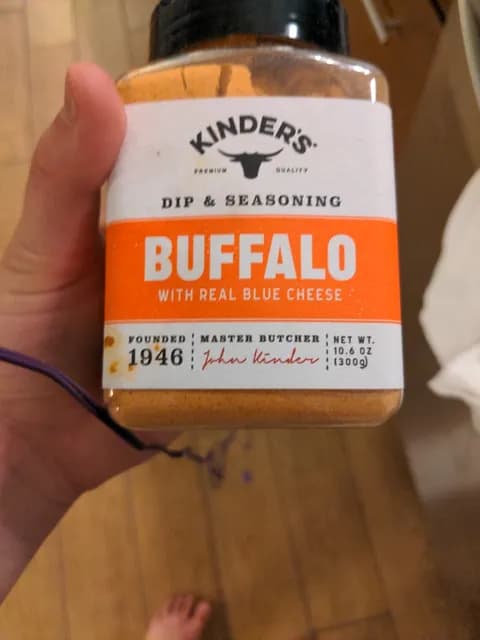 KINDER'S
PREMIUM QUALITY
DIP & SEASONING
BUFFALO
WITH REAL BLUE CHEESE
FOUNDED
1946
MASTER BUTCHER
John Kinder
NET WT.
10.6 OZ
(300g)